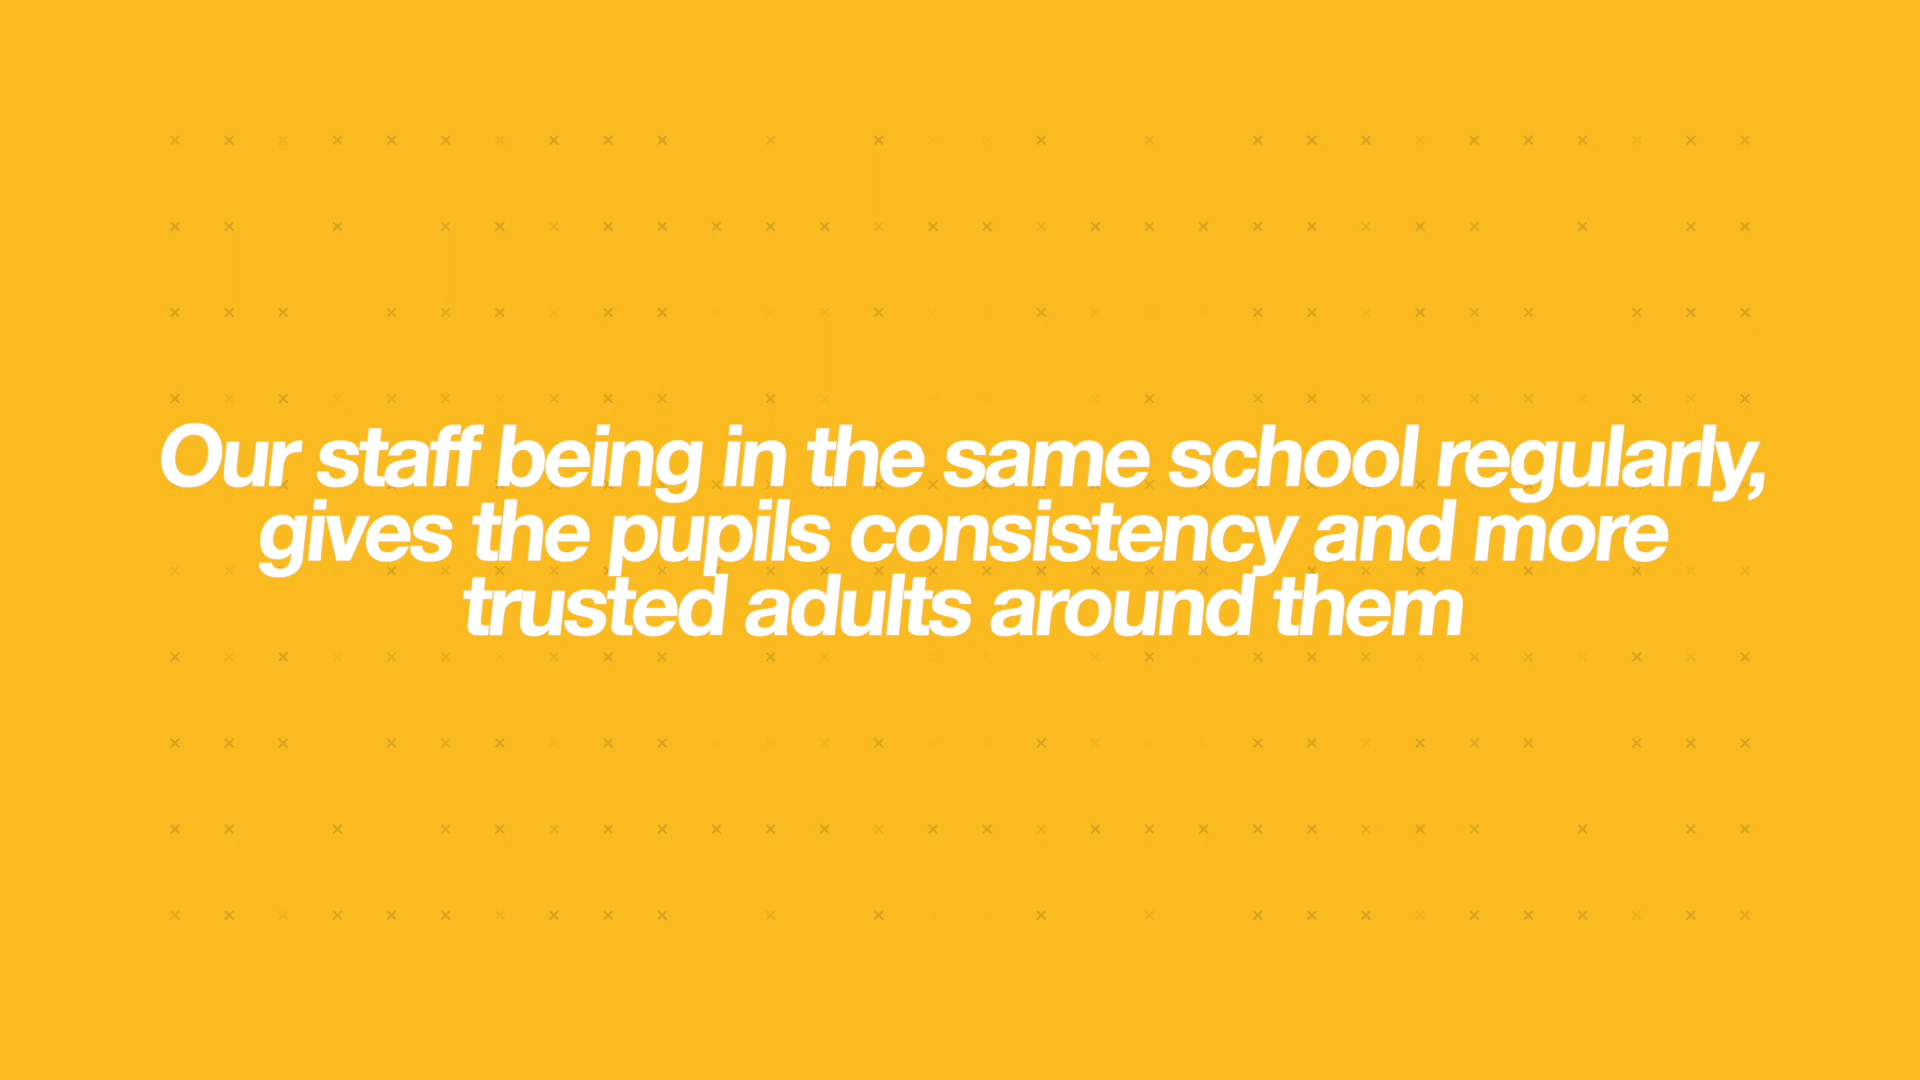 Our staff being in the same school regularly,
gives the pupils consistency and more
trusted adults around them